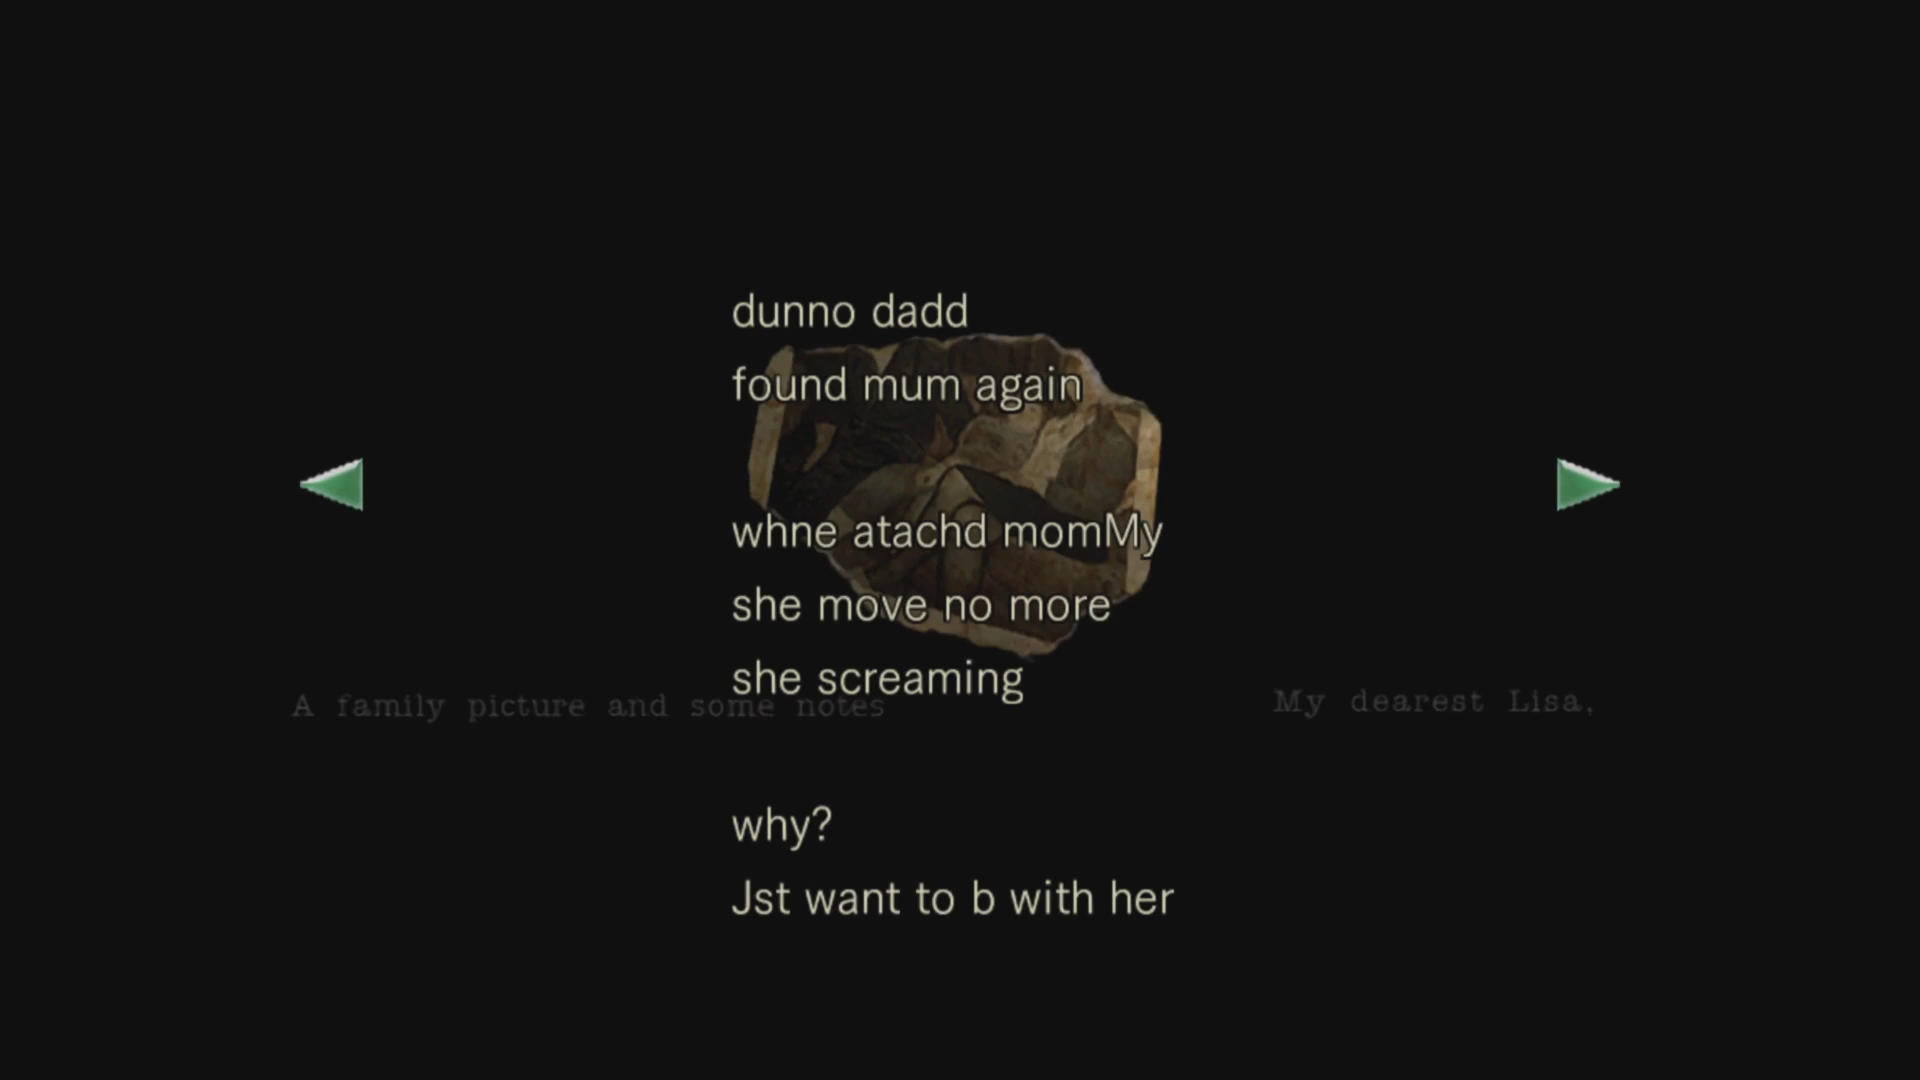 dunno dadd
found mum again
whne atachd momMy
she move no more
she screaming
A family picture and some notes
My dearest Lisa,
why?
Jst want to b with her